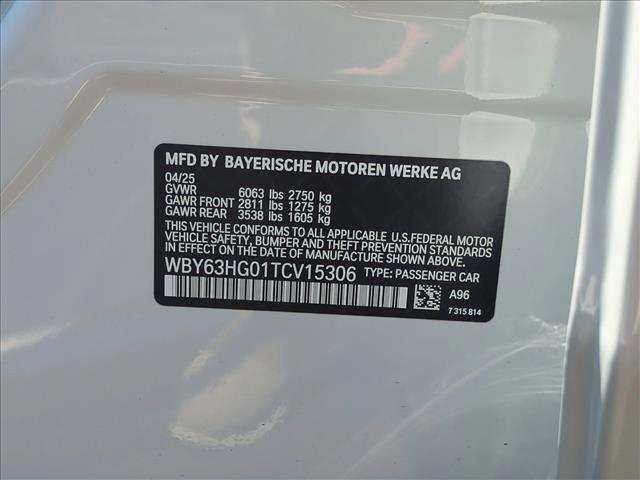 MFD BY BAYERISCHE MOTOREN WERKE AG
04/25
GVWR 6063 lbs 2750 kg
GAWR FRONT 2811 lbs 1275 kg
GAWR REAR 3538 lbs 1605 kg
THIS VEHICLE CONFORMS TO ALL APPLICABLE U.S.FEDERAL MOTOR
VEHICLE SAFETY, BUMPER, AND THEFT PREVENTION STANDARDS IN
EFFECT ON THE DATE OF MANUFACTURE SHOWN ABOVE.
WBY63HG01TCV15306 TYPE: PASSENGER CAR
A96
7 315 814